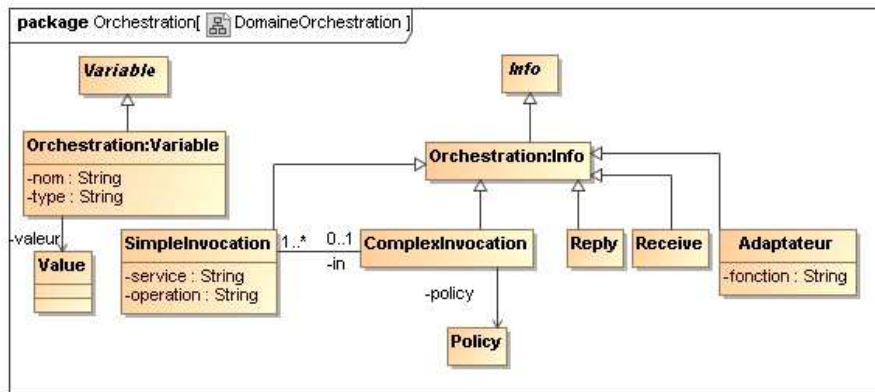 package Orchestration[ DomaineOrchestration ]
Variable
Info
Orchestration:Variable
-nom : String
-type : String
Orchestration:Info
-valeur
Value
SimpleInvocation
-service : String
-operation : String
1..*
0..1
-in
ComplexInvocation
Reply
Receive
Adaptateur
-fonction : String
-policy
Policy